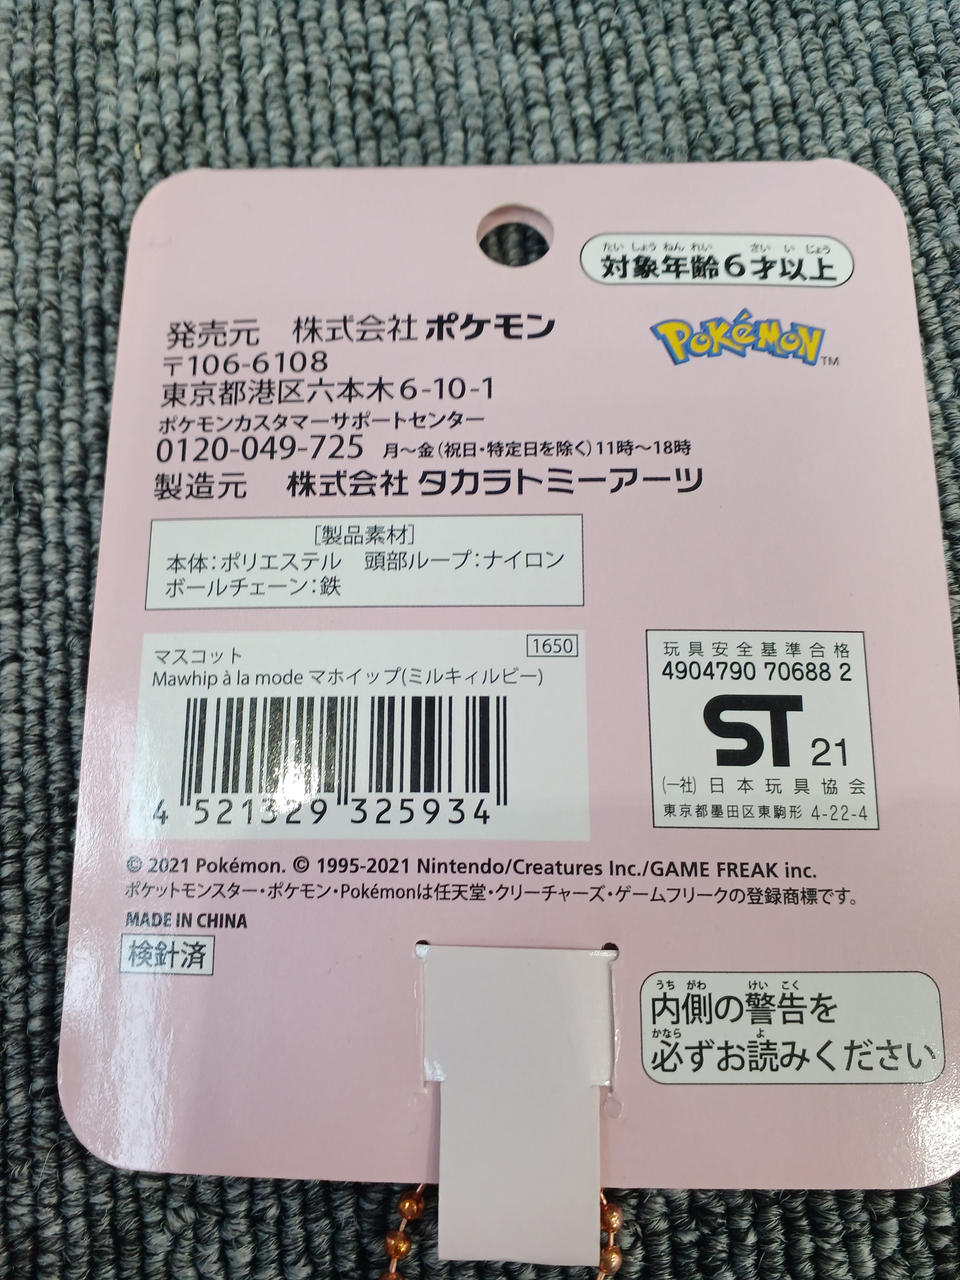 たいしょうねんれい さいいじょう
対象年齢6才以上
発売元 株式会社ポケモン
POKéMON™
〒106-6108
東京都港区六本木6-10-1
ポケモンカスタマーサポートセンター
0120-049-725 月〜金(祝日・特定日を除く)11時〜18時
製造元 株式会社 タカラトミーアーツ
[製品素材]
本体:ポリエステル 頭部ループ:ナイロン
ボールチェーン:鉄
マスコット 1650
Mawhip à la mode マホイップ(ミルキィルビー)
4 521329 325934
玩具安全基準合格
4904790 70688 2
ST 21
(一社)日本玩具協会
東京都墨田区東駒形 4-22-4
© 2021 Pokémon. © 1995-2021 Nintendo/Creatures Inc./GAME FREAK inc.
ポケットモンスター・ポケモン・Pokémonは任天堂・クリーチャーズ・ゲームフリークの登録商標です。
MADE IN CHINA
検針済
うちがわ けいこく
内側の警告を
かなら よ
必ずお読みください